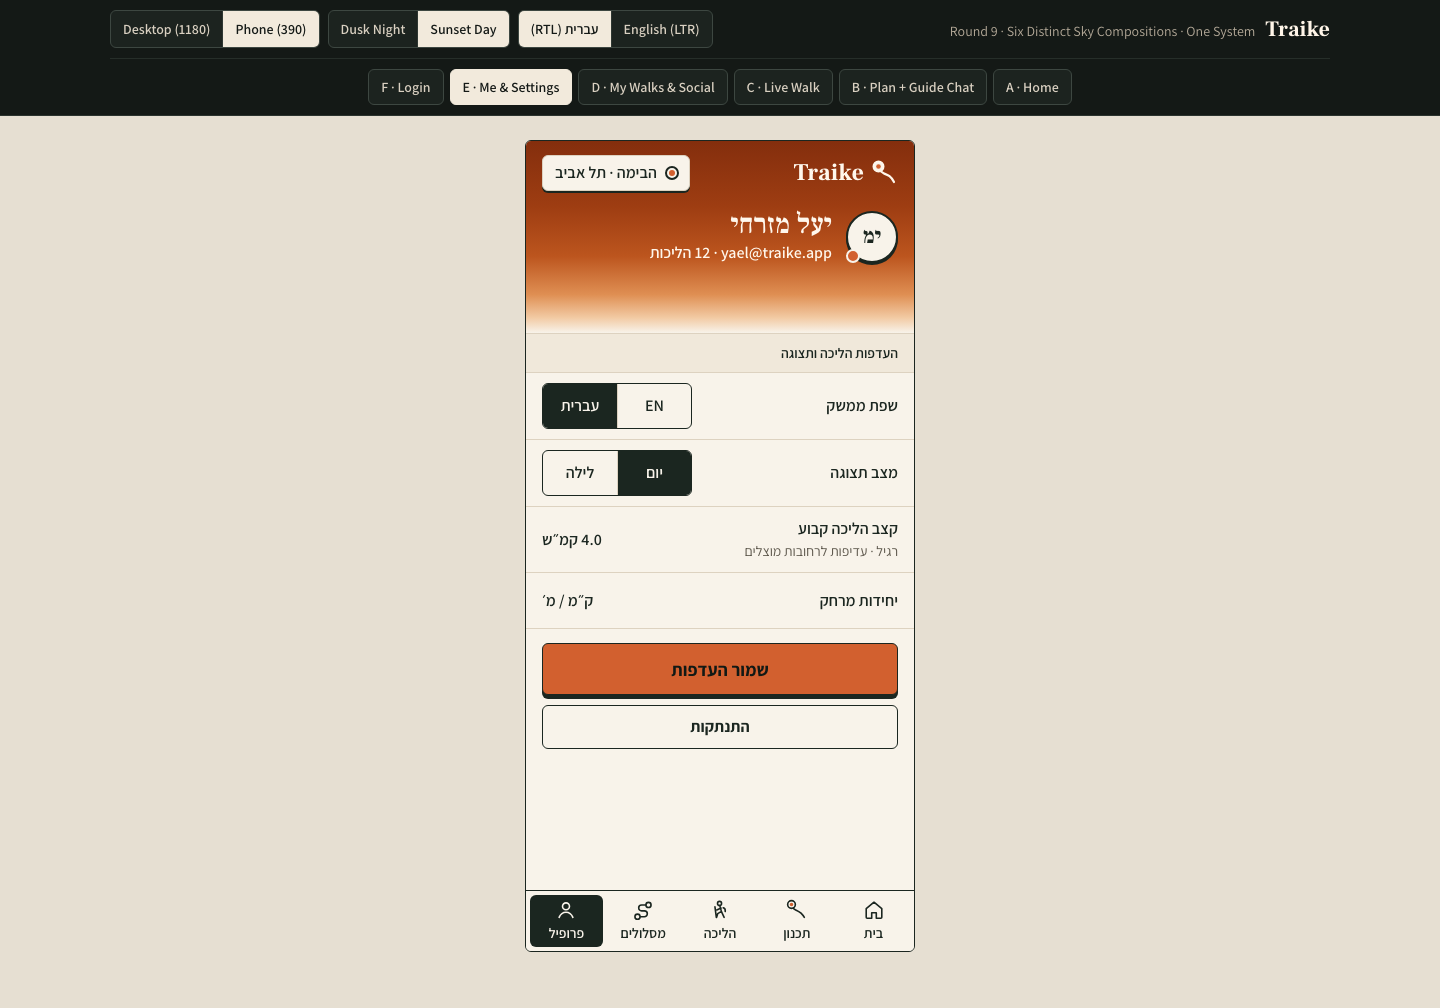 Traike Round 9 · Six Distinct Sky Compositions · One System
English (LTR) עברית (RTL) Sunset Day Dusk Night Phone (390) Desktop (1180)
A · Home B · Plan + Guide Chat C · Live Walk D · My Walks & Social E · Me & Settings F · Login
Traike
הבימה · תל אביב
ימ
יעל מזרחי
yael@traike.app · 12 הליכות
העדפות הליכה ותצוגה
שפת ממשק
EN עברית
מצב תצוגה
יום לילה
קצב הליכה קבוע
רגיל · עדיפות לרחובות מוצלים
4.0 קמ״ש
יחידות מרחק
ק״מ / מ׳
שמור העדפות
התנתקות
בית תכנון הליכה מסלולים פרופיל